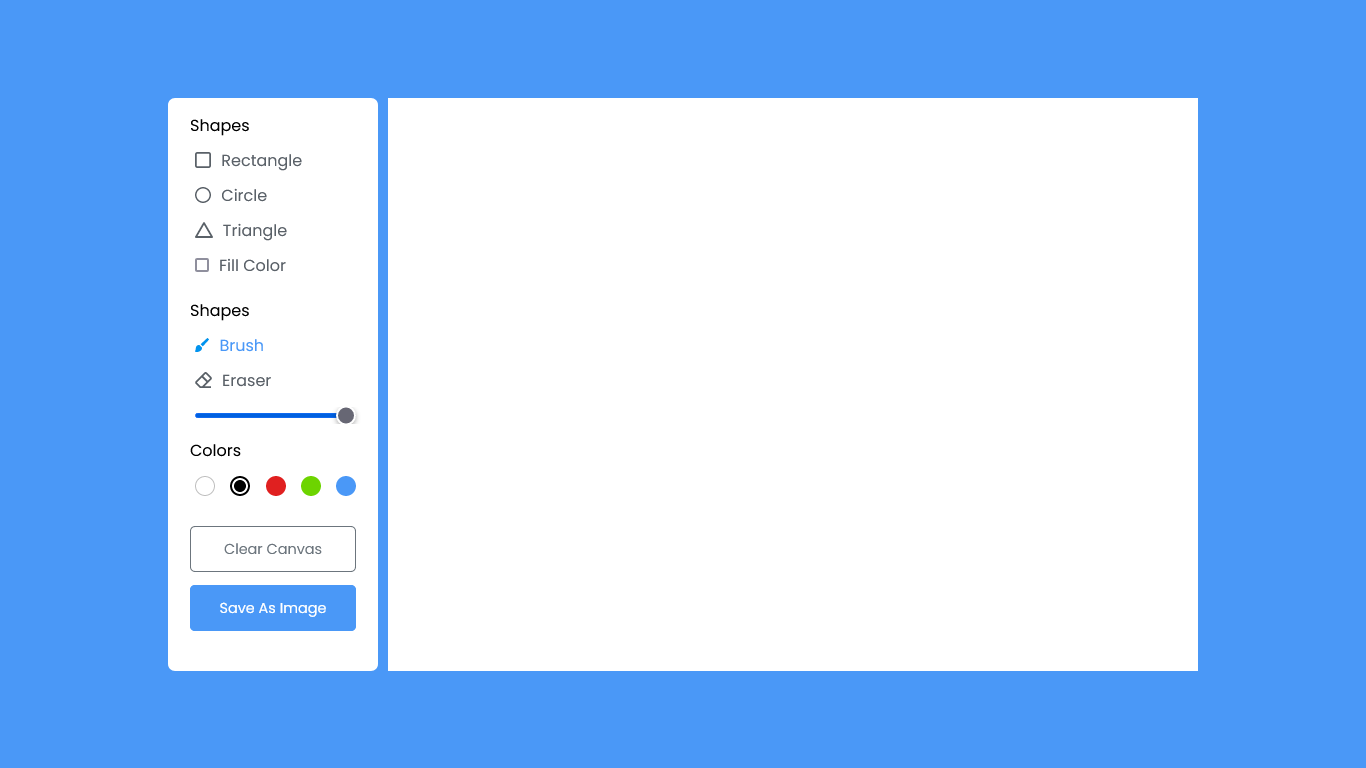 Shapes
Rectangle
Circle
Triangle
Fill Color
Shapes
Brush
Eraser
Colors
Clear Canvas
Save As Image